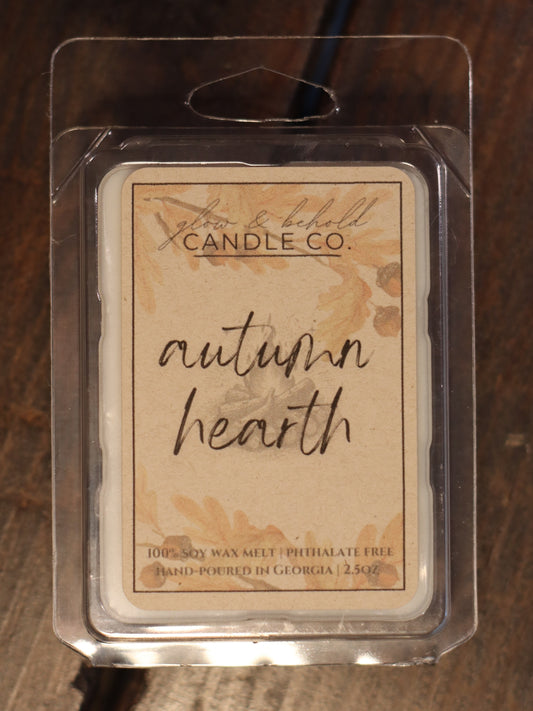 glow & behold
CANDLE CO.
autumn
hearth
100% SOY WAX MELT | PHTHALATE FREE
HAND-POURED IN GEORGIA | 2.5OZ